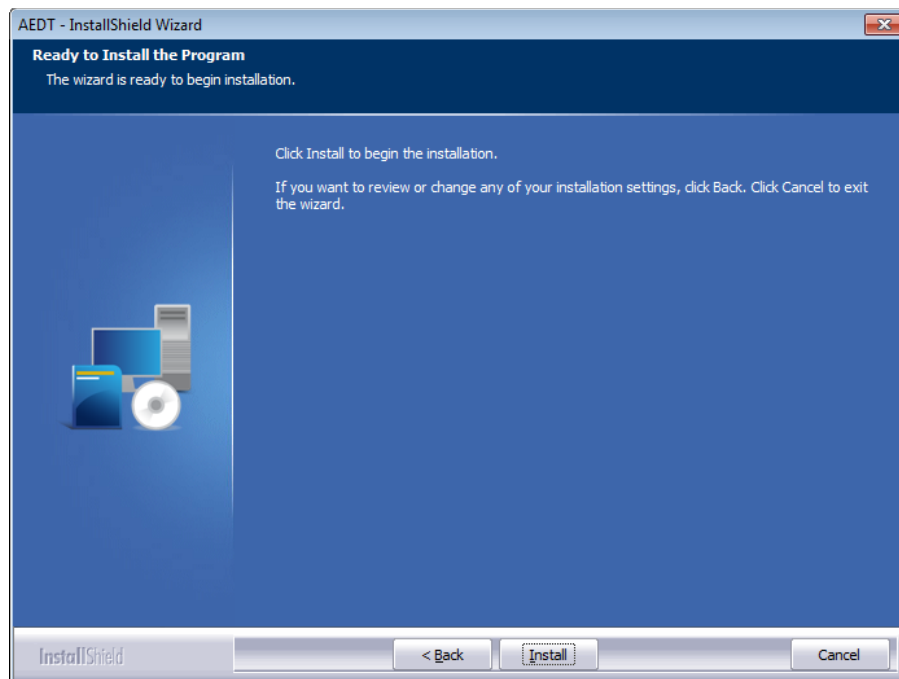 AEDT - InstallShield Wizard
Ready to Install the Program
The wizard is ready to begin installation.
Click Install to begin the installation.
If you want to review or change any of your installation settings, click Back. Click Cancel to exit
the wizard.
InstallShield
< Back
Install
Cancel